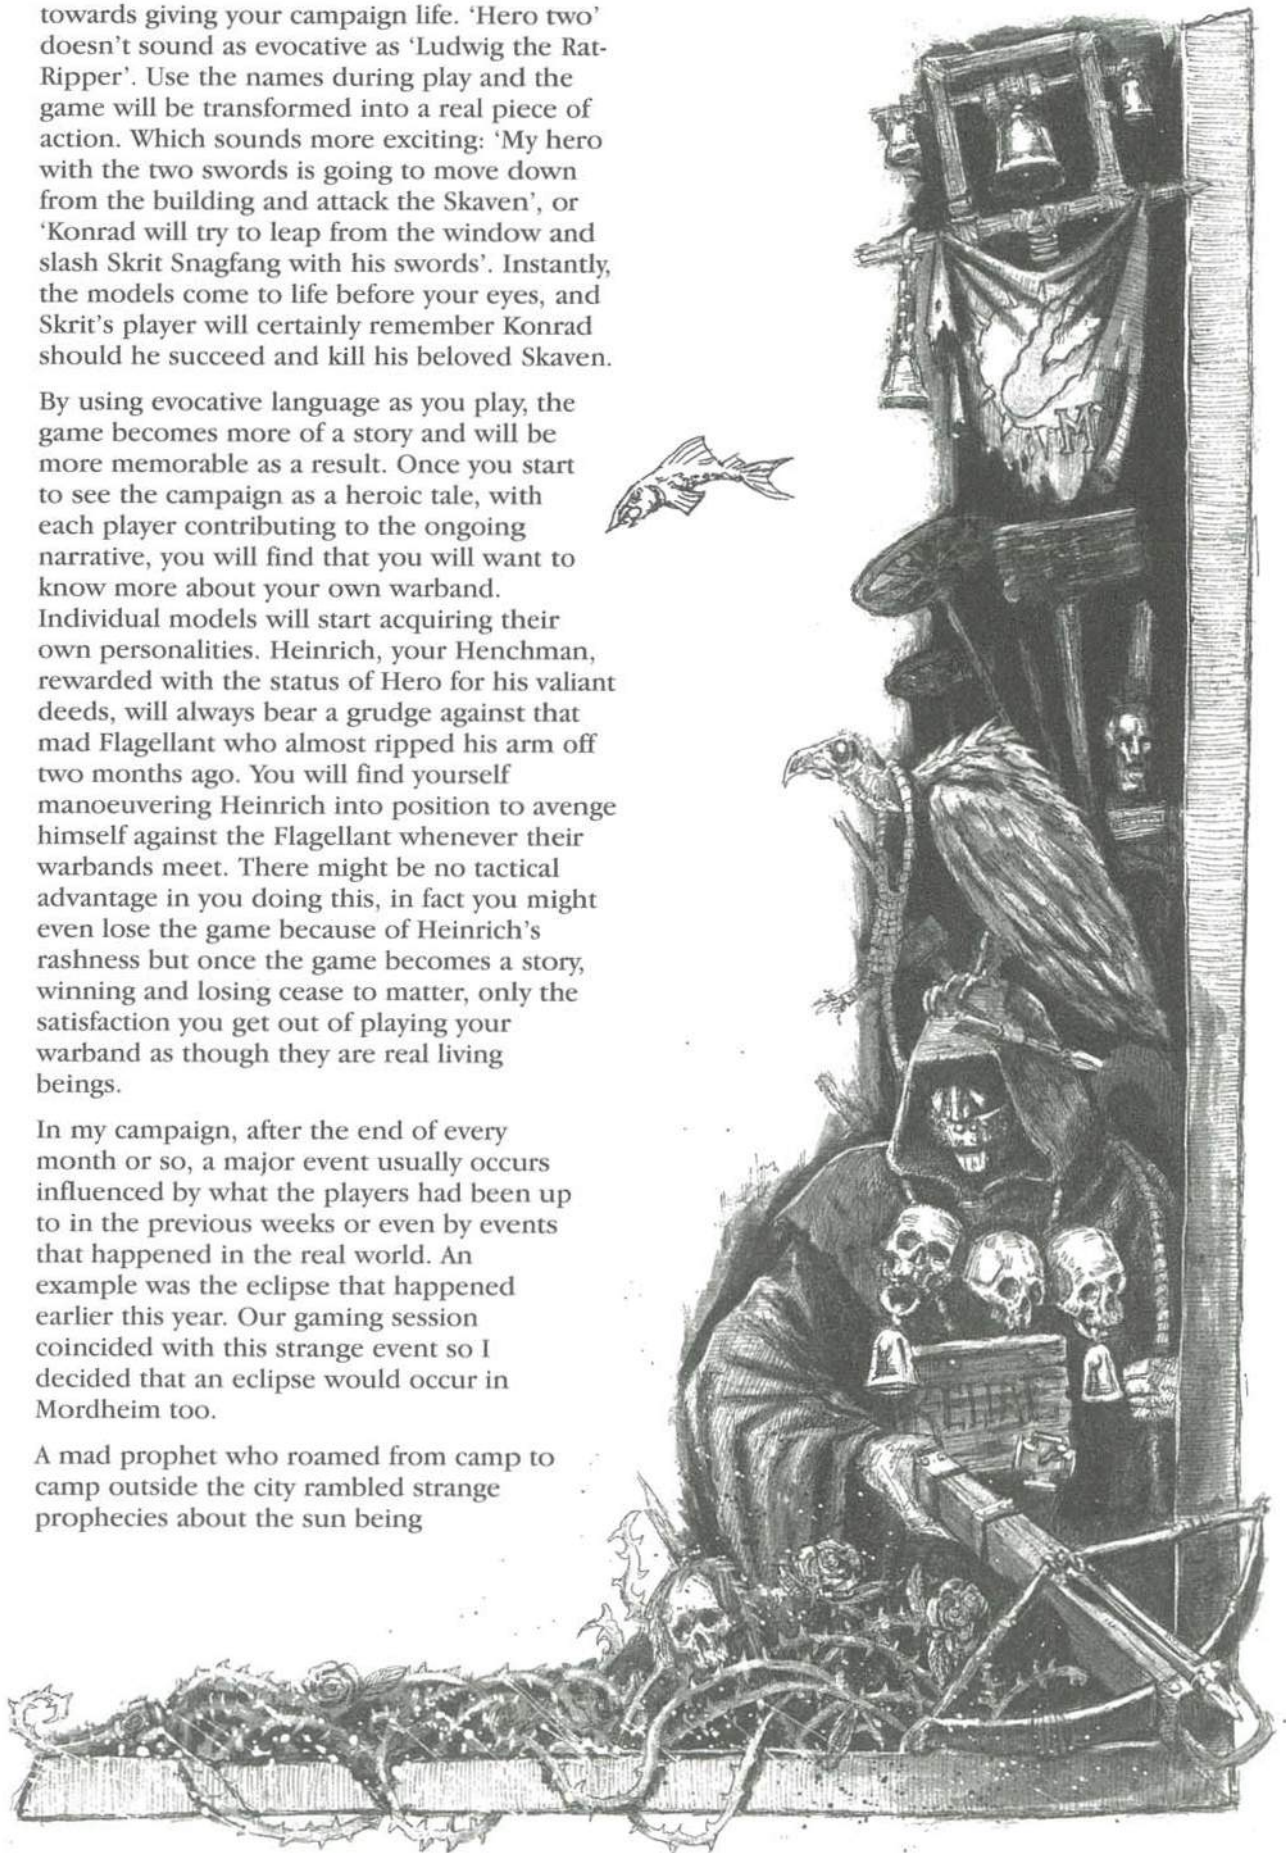 towards giving your campaign life. ‘Hero two’
doesn’t sound as evocative as ‘Ludwig the Rat-
Ripper’. Use the names during play and the
game will be transformed into a real piece of
action. Which sounds more exciting: ‘My hero
with the two swords is going to move down
from the building and attack the Skaven’, or
‘Konrad will try to leap from the window and
slash Skrit Snagfang with his swords’. Instantly,
the models come to life before your eyes, and
Skrit’s player will certainly remember Konrad
should he succeed and kill his beloved Skaven.
By using evocative language as you play, the
game becomes more of a story and will be
more memorable as a result. Once you start
to see the campaign as a heroic tale, with
each player contributing to the ongoing
narrative, you will find that you will want to
know more about your own warband.
Individual models will start acquiring their
own personalities. Heinrich, your Henchman,
rewarded with the status of Hero for his valiant
deeds, will always bear a grudge against that
mad Flagellant who almost ripped his arm off
two months ago. You will find yourself
manoeuvering Heinrich into position to avenge
himself against the Flagellant whenever their
warbands meet. There might be no tactical
advantage in you doing this, in fact you might
even lose the game because of Heinrich’s
rashness but once the game becomes a story,
winning and losing cease to matter, only the
satisfaction you get out of playing your
warband as though they are real living
beings.
In my campaign, after the end of every
month or so, a major event usually occurs
influenced by what the players had been up
to in the previous weeks or even by events
that happened in the real world. An
example was the eclipse that happened
earlier this year. Our gaming session
coincided with this strange event so I
decided that an eclipse would occur in
Mordheim too.
A mad prophet who roamed from camp to
camp outside the city rambled strange
prophecies about the sun being
M